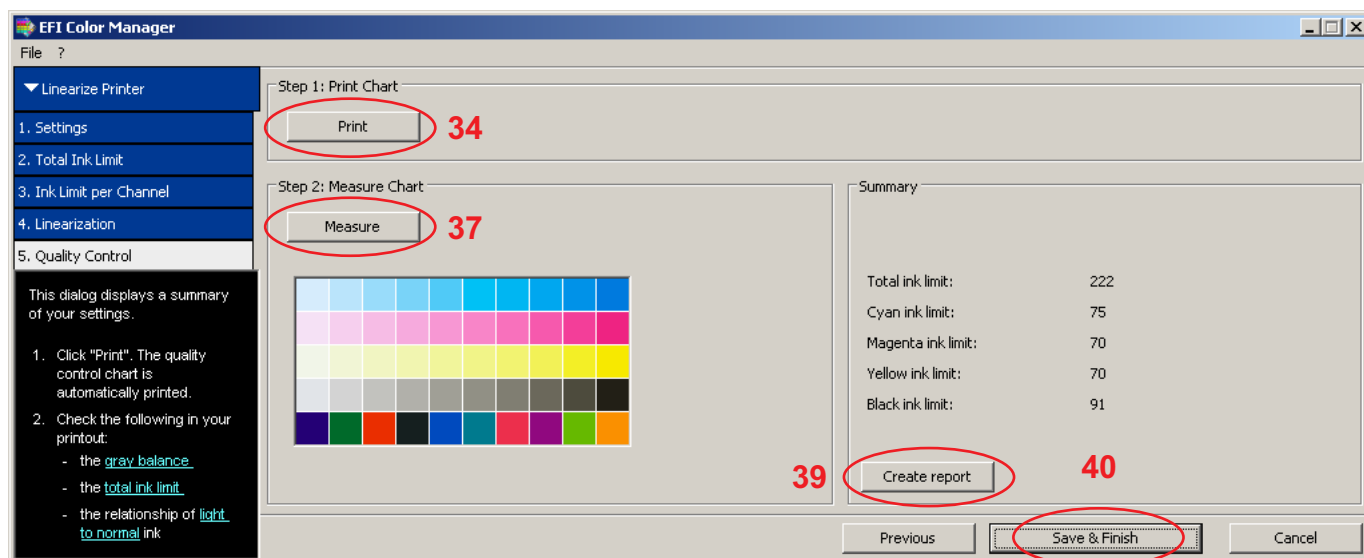 EFI Color Manager
File ?
Linearize Printer
1. Settings
2. Total Ink Limit
3. Ink Limit per Channel
4. Linearization
5. Quality Control
This dialog displays a summary
of your settings.
1. Click "Print". The quality
control chart is
automatically printed.
2. Check the following in your
printout:
- the gray balance
- the total ink limit
- the relationship of light
to normal ink
Step 1: Print Chart
Print 34
Step 2: Measure Chart
Measure 37
Summary
Total ink limit: 222
Cyan ink limit: 75
Magenta ink limit: 70
Yellow ink limit: 70
Black ink limit: 91
39 Create report 40
Previous Save & Finish Cancel